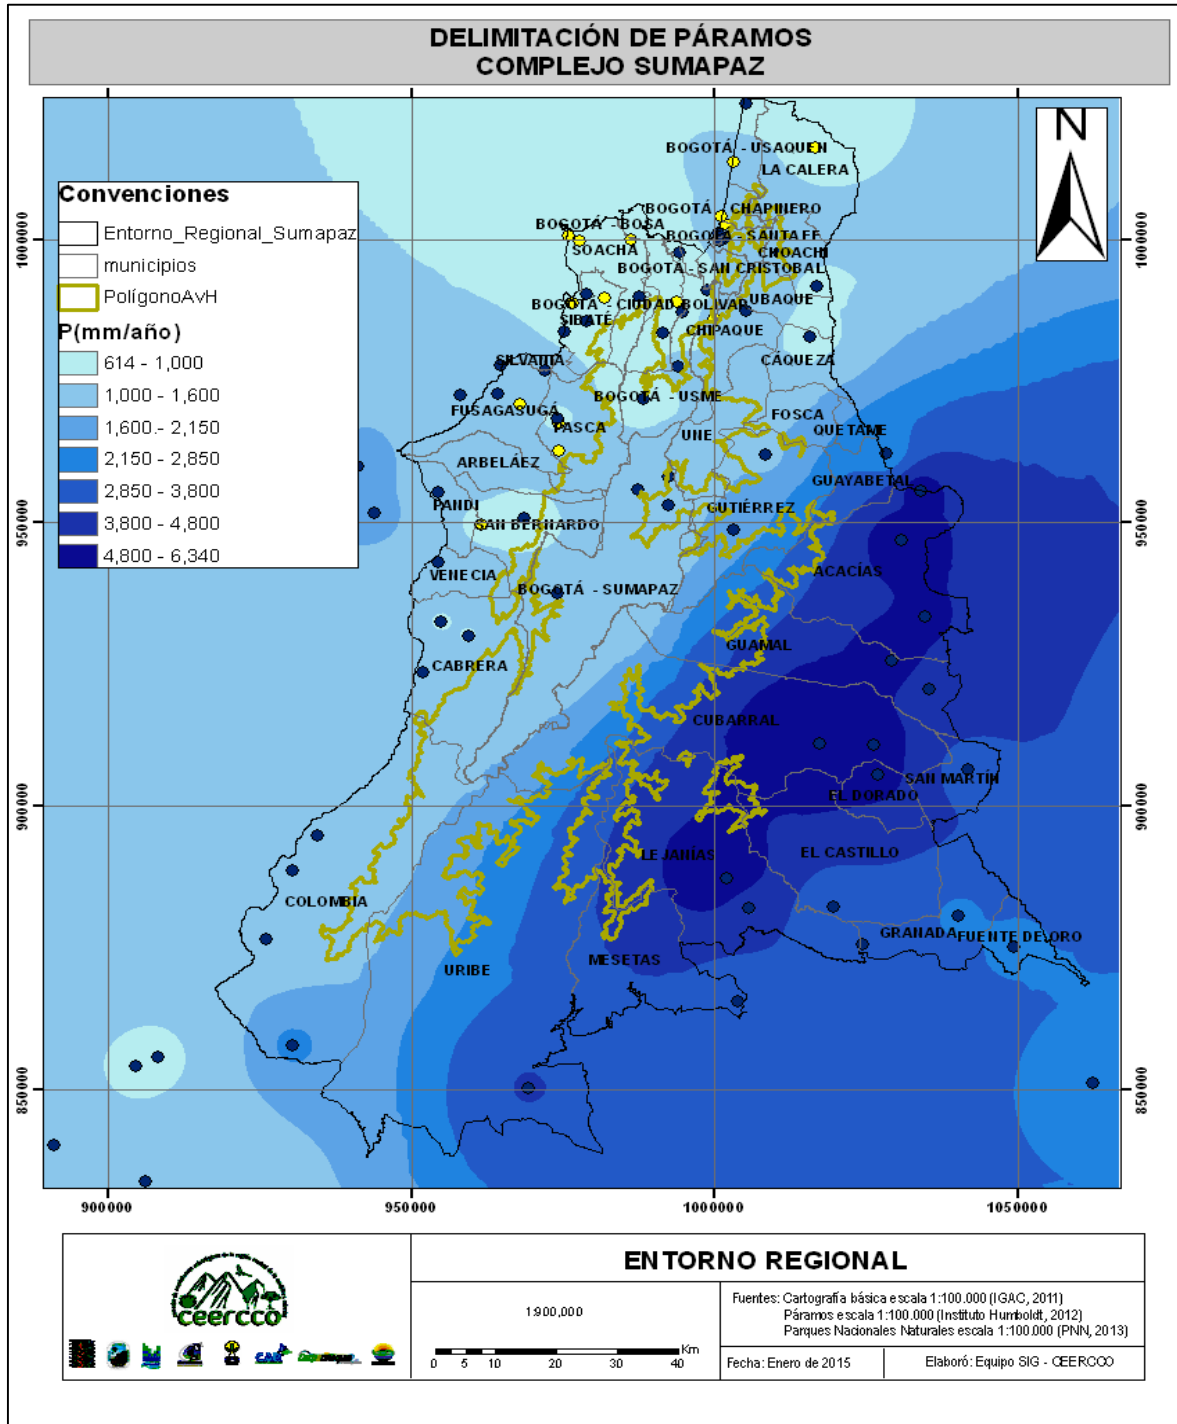 DELIMITACIÓN DE PÁRAMOS
COMPLEJO SUMAPAZ
N
Convenciones
Entorno_Regional_Sumapaz
municipios
PolígonoAvH
P(mm/año)
614 - 1,000
1,000 - 1,600
1,600.- 2,150
2,150 - 2,850
2,850 - 3,800
3,800 - 4,800
4,800 - 6,340
BOGOTÁ - USAQUEN
LA CALERA
BOGOTÁ - CHAPINERO
BOGOTÁ - BOSA
BOGOTÁ - SANTA FE
SOACHA
CHOACHÍ
BOGOTÁ - SAN CRISTOBAL
UBAQUE
BOGOTÁ - CIUDAD BOLIVAR
SIBATÉ
CHIPAQUE
SILVANIA
CÁQUEZA
BOGOTÁ - USME
FUSAGASUGÁ
FOSCA
PASCA
QUETAME
UNE
ARBELÁEZ
GUAYABETAL
PANDI
GUTIÉRREZ
SAN BERNARDO
VENECIA
ACACÍAS
BOGOTÁ - SUMAPAZ
GUAMAL
CABRERA
CUBARRAL
SAN MARTÍN
EL DORADO
LEJANÍAS
EL CASTILLO
COLOMBIA
GRANADA
FUENTE DE ORO
MESETAS
URIBE
1000000
950000
900000
850000
1000000
950000
900000
850000
900000
950000
1000000
1050000
ceercco
CAR
ENTORNO REGIONAL
1:900,000
0 5 10 20 30 40 Km
Fuentes: Cartografía básica escala 1:100.000 (IGAC, 2011)
Páramos escala 1:100.000 (Instituto Humboldt, 2012)
Parques Nacionales Naturales escala 1:100.000 (PNN, 2013)
Fecha: Enero de 2015
Elaboró: Equipo SIG - CEERCCO